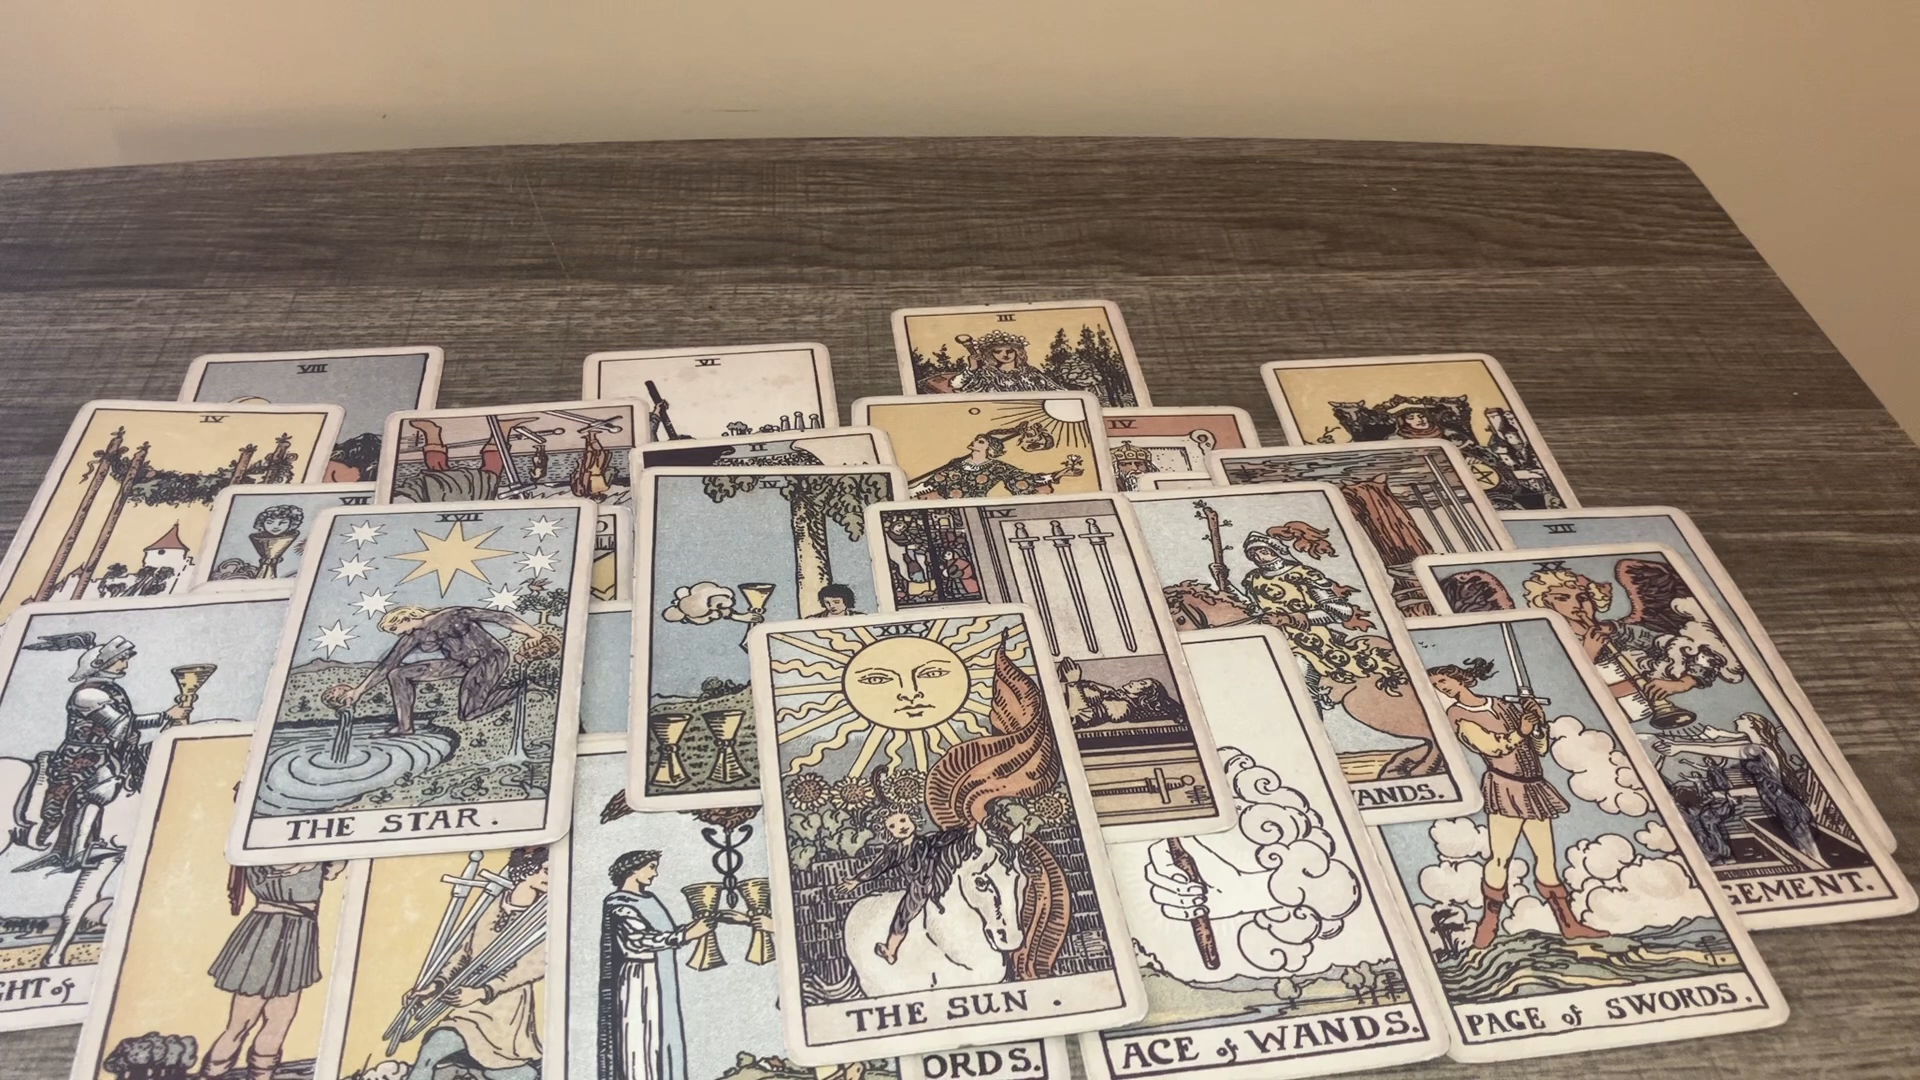 III
VIII
VI
IV
II
IV
VII
IV
VII
XVII
IV
XX
XIX
ANDS.
THE STAR.
GEMENT.
GHT of
THE SUN .
PAGE of SWORDS.
ACE of WANDS.
ORDS.